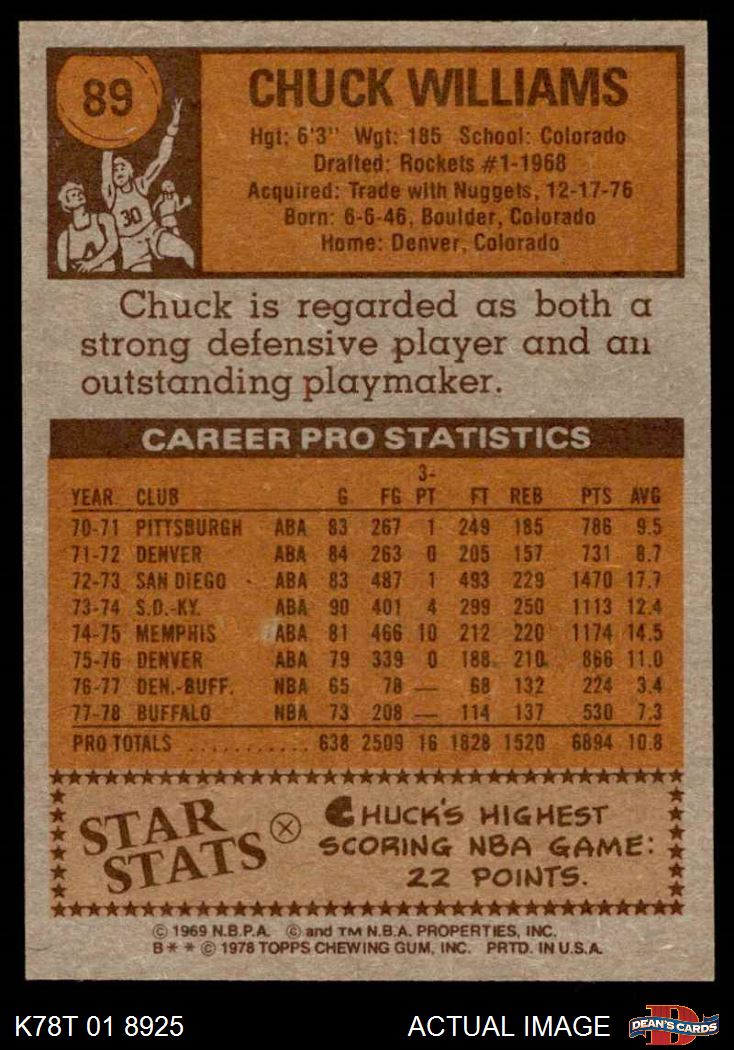 89
CHUCK WILLIAMS
Hgt: 6'3" Wgt: 185 School: Colorado
Drafted: Rockets #1-1968
Acquired: Trade with Nuggets, 12-17-76
Born: 6-6-46, Boulder, Colorado
Home: Denver, Colorado
30
Chuck is regarded as both a
strong defensive player and an
outstanding playmaker.
CAREER PRO STATISTICS
YEAR CLUB G FG 3-PT FT REB PTS AVG
70-71 PITTSBURGH ABA 83 267 1 249 185 786 9.5
71-72 DENVER ABA 84 263 0 205 157 731 8.7
72-73 SAN DIEGO ABA 83 487 1 493 229 1470 17.7
73-74 S.D.-KY. ABA 90 401 4 299 250 1113 12.4
74-75 MEMPHIS ABA 81 466 10 212 220 1174 14.5
75-76 DENVER ABA 79 339 0 188 210 866 11.0
76-77 DEN.-BUFF. NBA 65 78 — 68 132 224 3.4
77-78 BUFFALO NBA 73 208 — 114 137 530 7.3
PRO TOTALS ........... 638 2509 16 1828 1520 6894 10.8
STAR
STATS
CHUCK'S HIGHEST
SCORING NBA GAME:
22 POINTS.
© 1969 N.B.P.A. © and TM N.B.A. PROPERTIES, INC.
B * * © 1978 TOPPS CHEWING GUM, INC. PRTD. IN U.S.A.
K78T 01 8925 ACTUAL IMAGE
D
DEAN'S CARDS